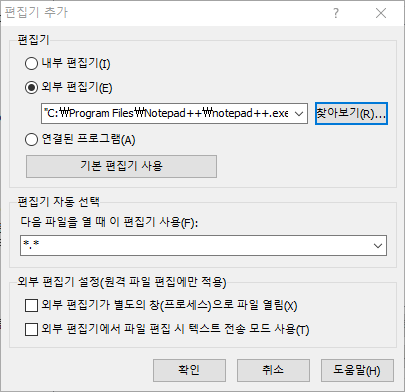 편집기 추가
편집기
내부 편집기(I)
외부 편집기(E)
"C:₩Program Files₩Notepad++₩notepad++.exe
찾아보기(R)...
연결된 프로그램(A)
기본 편집기 사용
편집기 자동 선택
다음 파일을 열 때 이 편집기 사용(F):
*.*
외부 편집기 설정(원격 파일 편집에만 적용)
외부 편집기가 별도의 창(프로세스)으로 파일 열림(X)
외부 편집기에서 파일 편집 시 텍스트 전송 모드 사용(T)
확인 취소 도움말(H)